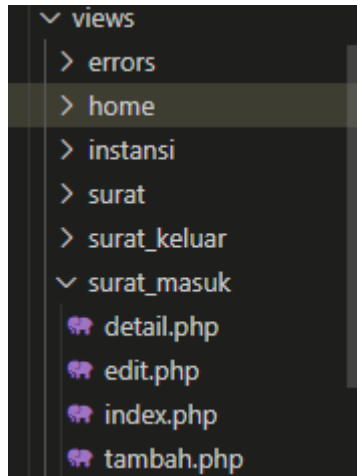 views
errors
home
instansi
surat
surat_keluar
surat_masuk
detail.php
edit.php
index.php
tambah.php